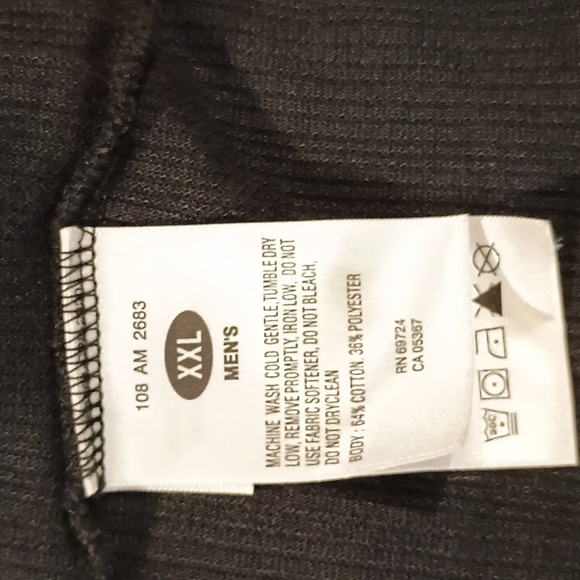 108 AM 2683
XXL
MEN'S
MACHINE WASH COLD GENTLE,TUMBLE DRY
LOW, REMOVE PROMPTLY, IRON LOW, DO NOT
USE FABRIC SOFTENER, DO NOT BLEACH,
DO NOT DRYCLEAN
BODY : 64% COTTON, 36% POLYESTER
RN 69724
CA 05367
30C